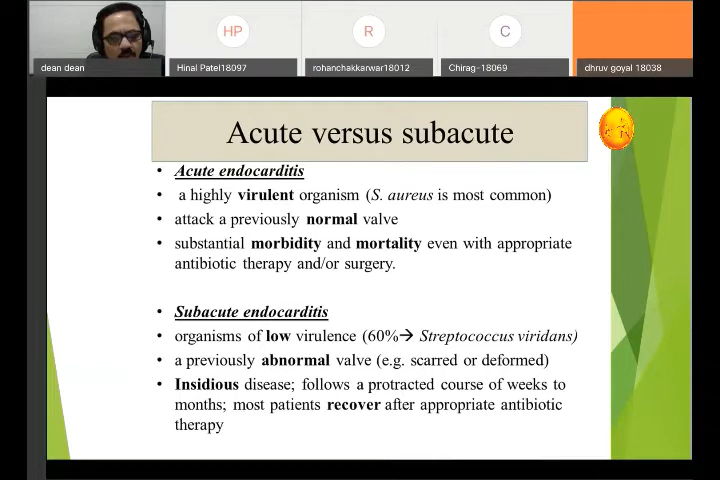 HP
R
C
dean dean
Hinal Patel18097
rohanchakkarwar18012
Chirag-18069
dhruv goyal 18038
Acute versus subacute
• Acute endocarditis
• a highly virulent organism (S. aureus is most common)
• attack a previously normal valve
• substantial morbidity and mortality even with appropriate
antibiotic therapy and/or surgery.
• Subacute endocarditis
• organisms of low virulence (60%→ Streptococcus viridans)
• a previously abnormal valve (e.g. scarred or deformed)
• Insidious disease; follows a protracted course of weeks to
months; most patients recover after appropriate antibiotic
therapy